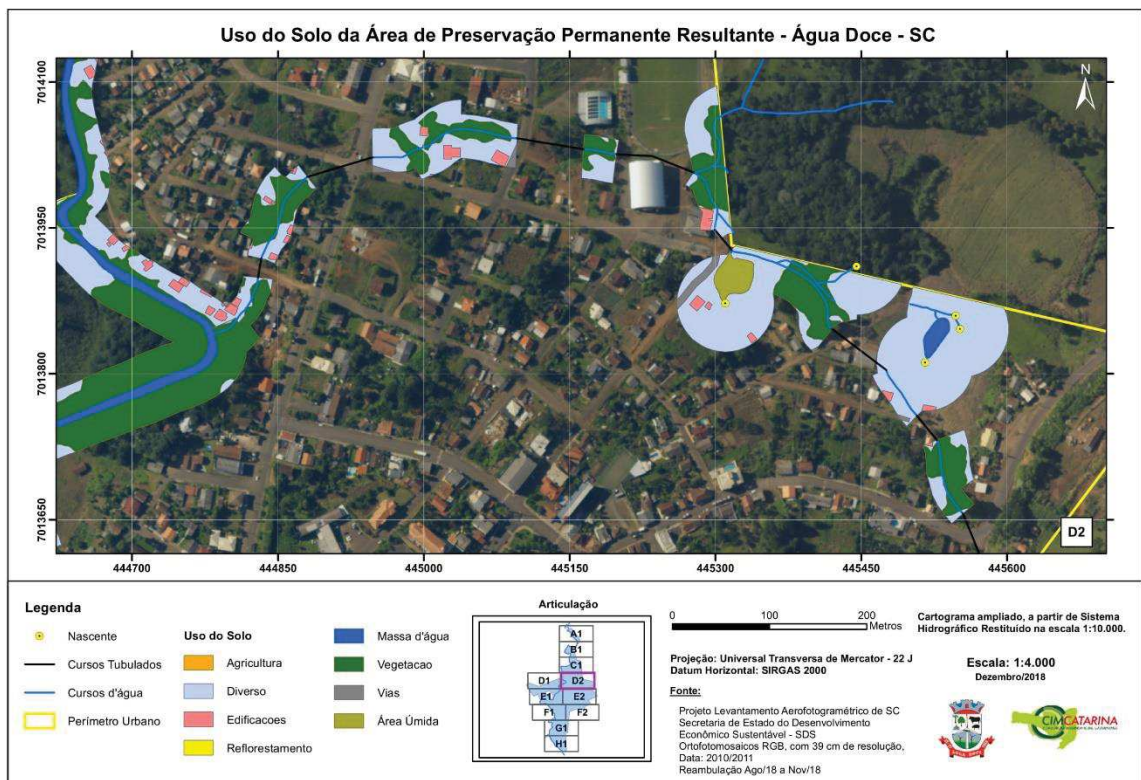 Uso do Solo da Área de Preservação Permanente Resultante - Água Doce - SC
N
7014100
7013950
7013800
7013650
D2
444700 444850 445000 445150 445300 445450 445600
Legenda
Nascente
Cursos Tubulados
Cursos d'água
Perímetro Urbano
Uso do Solo
Agricultura
Diverso
Edificacoes
Reflorestamento
Massa d'água
Vegetacao
Vias
Área Úmida
Articulação
A1
B1
C1
D1 D2
E1 E2
F1 F2
G1
H1
0 100 200
Metros
Projeção: Universal Transversa de Mercator - 22 J
Datum Horizontal: SIRGAS 2000
Fonte:
Projeto Levantamento Aerofotogramétrico de SC
Secretaria de Estado do Desenvolvimento
Econômico Sustentável - SDS
Ortofotomosaicos RGB, com 39 cm de resolução,
Data: 2010/2011
Reambulação Ago/18 a Nov/18
Cartograma ampliado, a partir de Sistema
Hidrográfico Restituído na escala 1:10.000.
Escala: 1:4.000
Dezembro/2018
CIMCATARINA